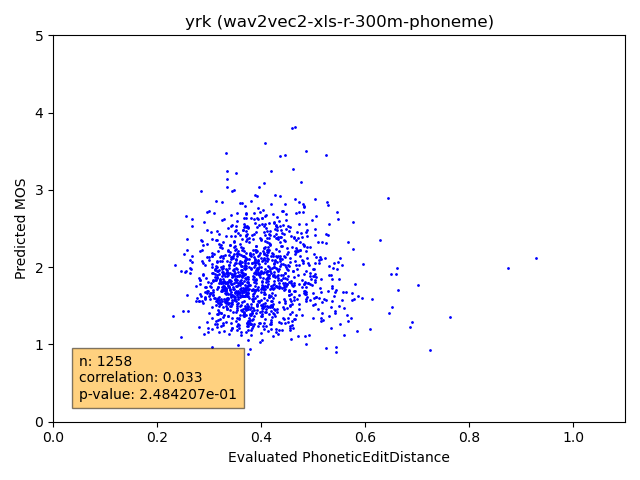 yrk (wav2vec2-xls-r-300m-phoneme)
5
4
3
2
1
0
Predicted MOS
n: 1258
correlation: 0.033
p-value: 2.484207e-01
0.0 0.2 0.4 0.6 0.8 1.0
Evaluated PhoneticEditDistance